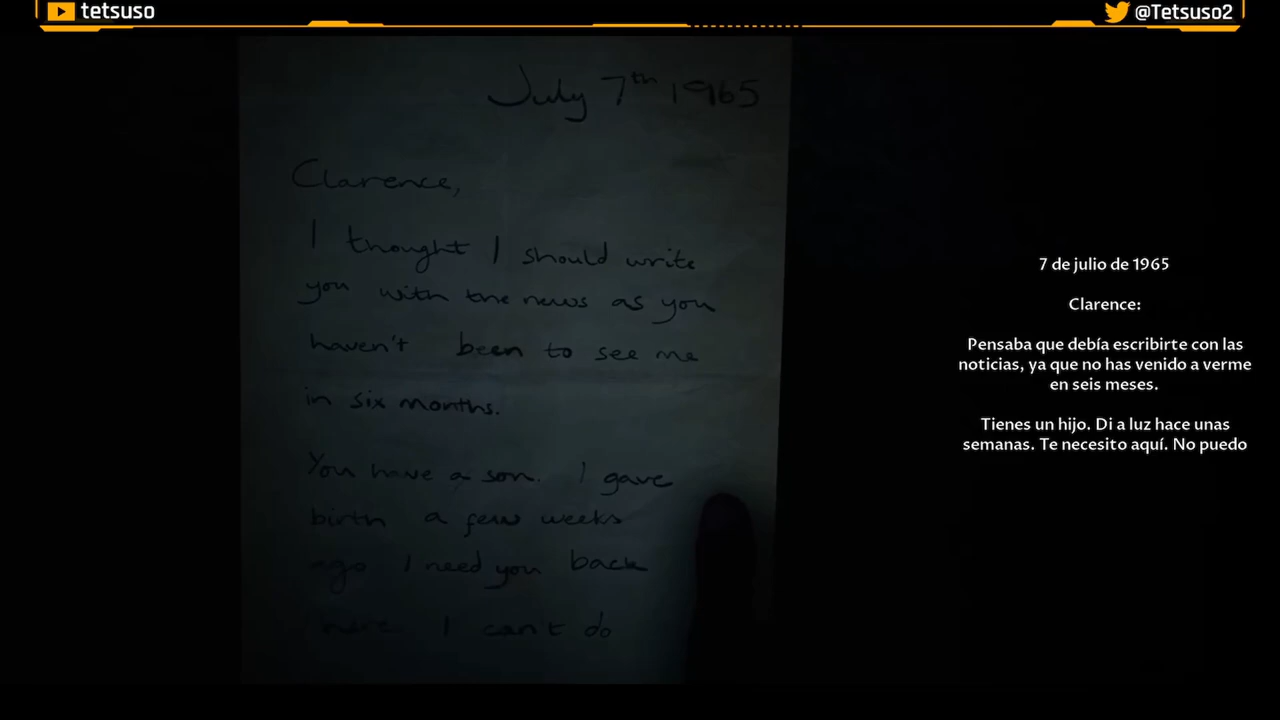 tetsuso
@Tetsuso2
July 7th 1965
Clarence,
I thought I should write
you with the news as you
haven't been to see me
in six months.
You have a son. I gave
birth a few weeks
ago I need you back
here I can't do
7 de julio de 1965
Clarence:
Pensaba que debía escribirte con las
noticias, ya que no has venido a verme
en seis meses.
Tienes un hijo. Di a luz hace unas
semanas. Te necesito aquí. No puedo